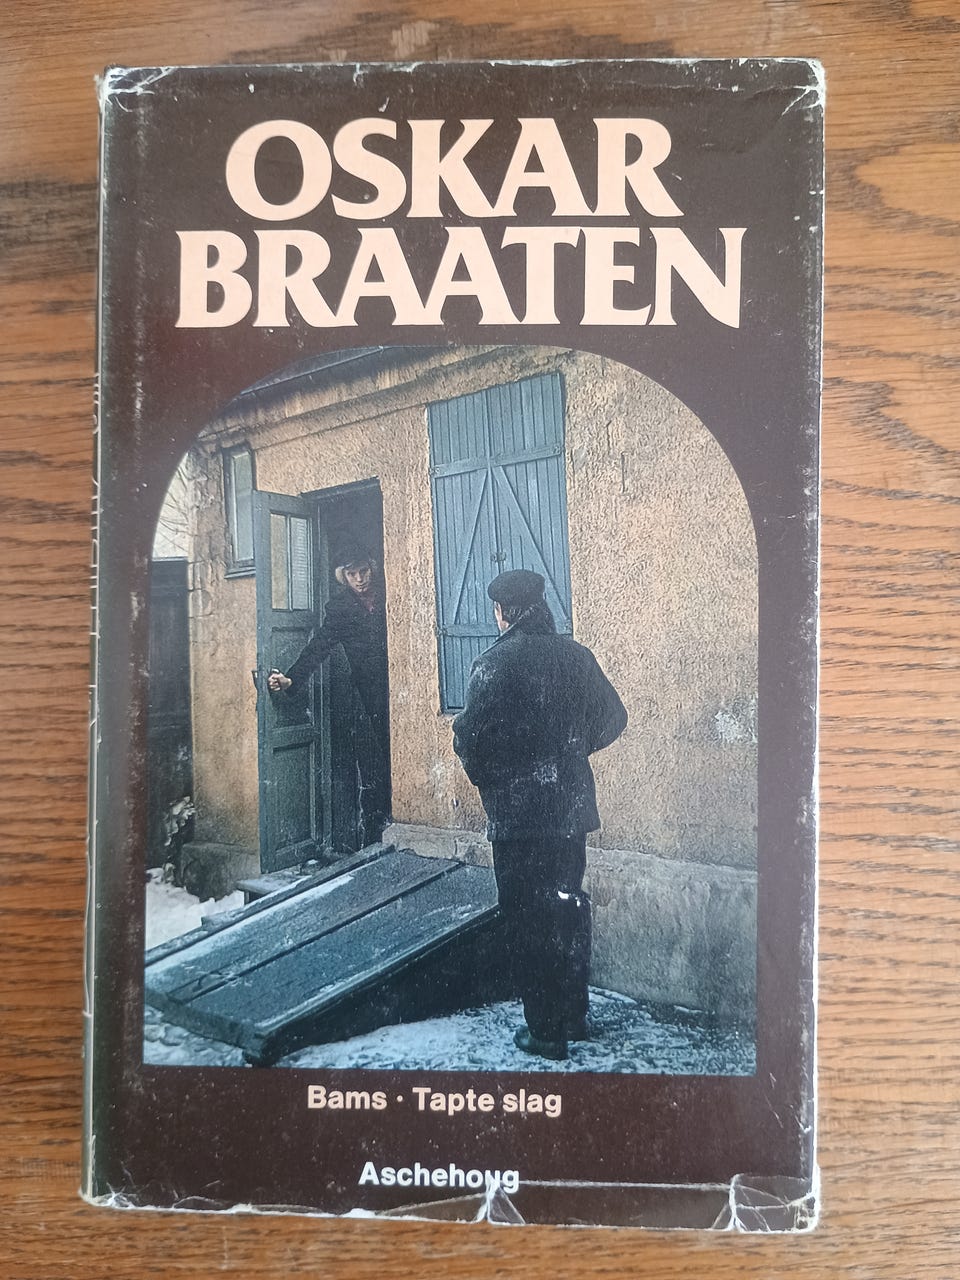 OSKAR
BRAATEN
Bams · Tapte slag
Aschehoug